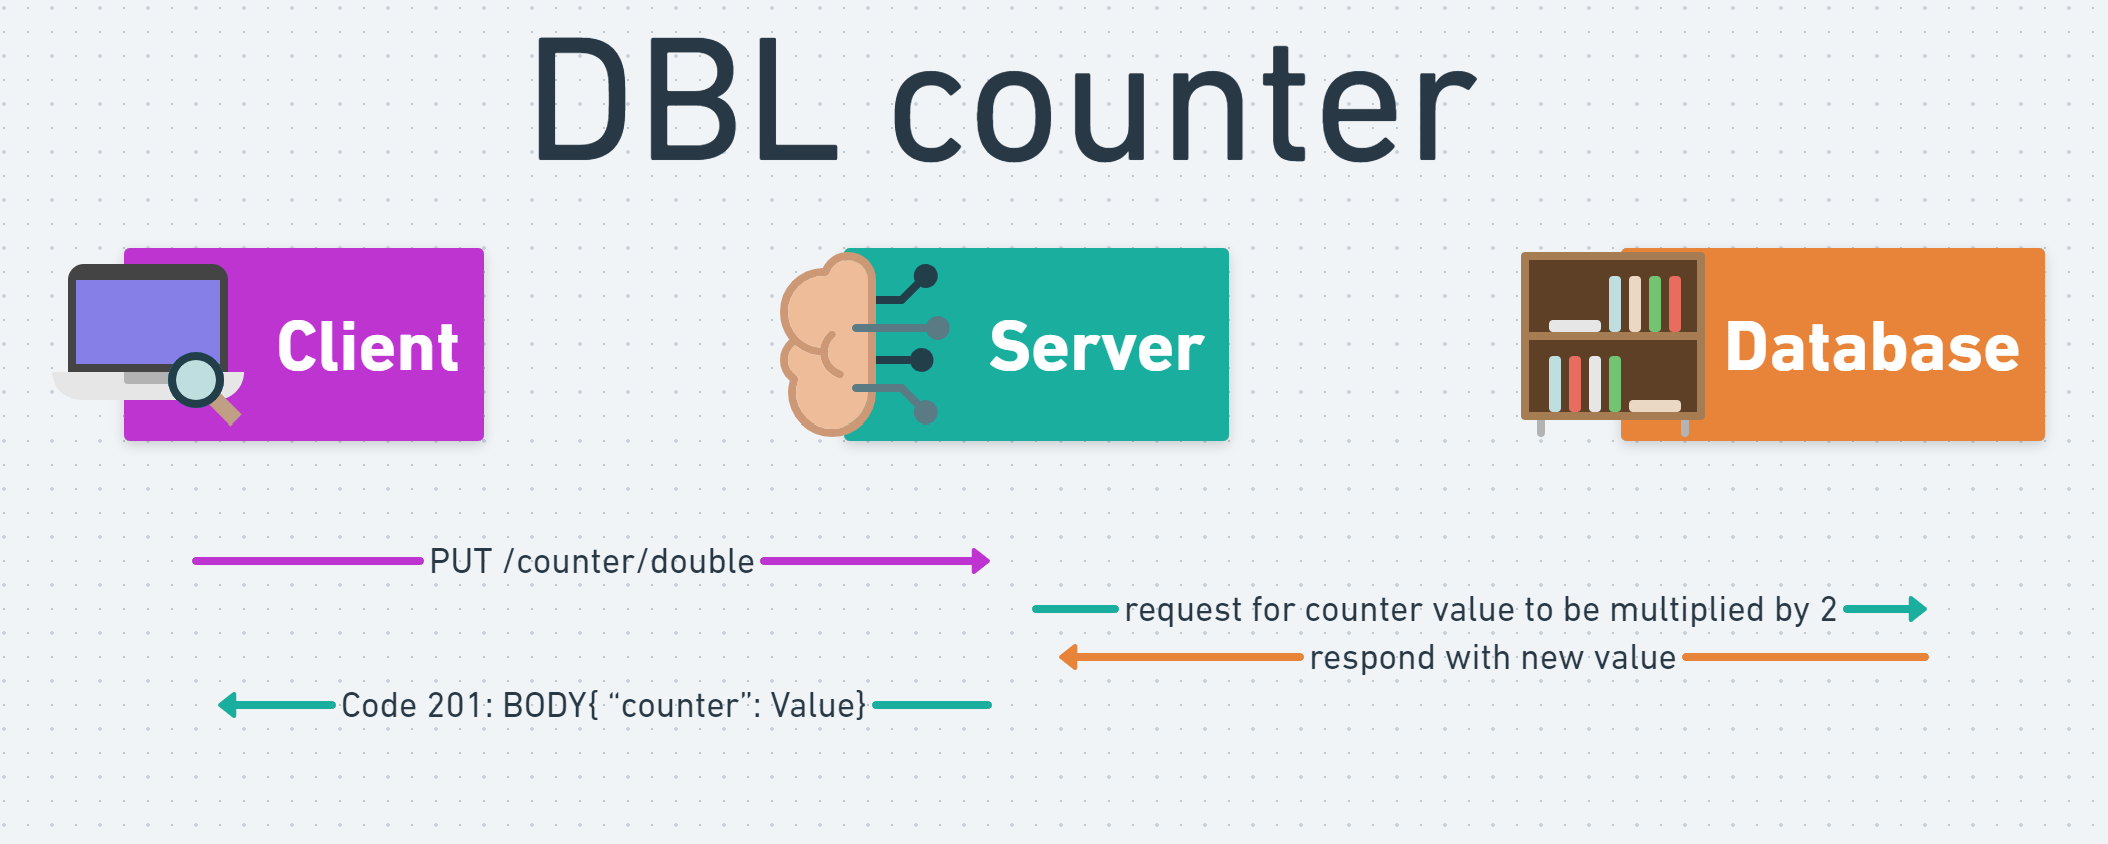 DBL counter
Client
Server
Database
PUT /counter/double
request for counter value to be multiplied by 2
respond with new value
Code 201: BODY{ “counter”: Value}